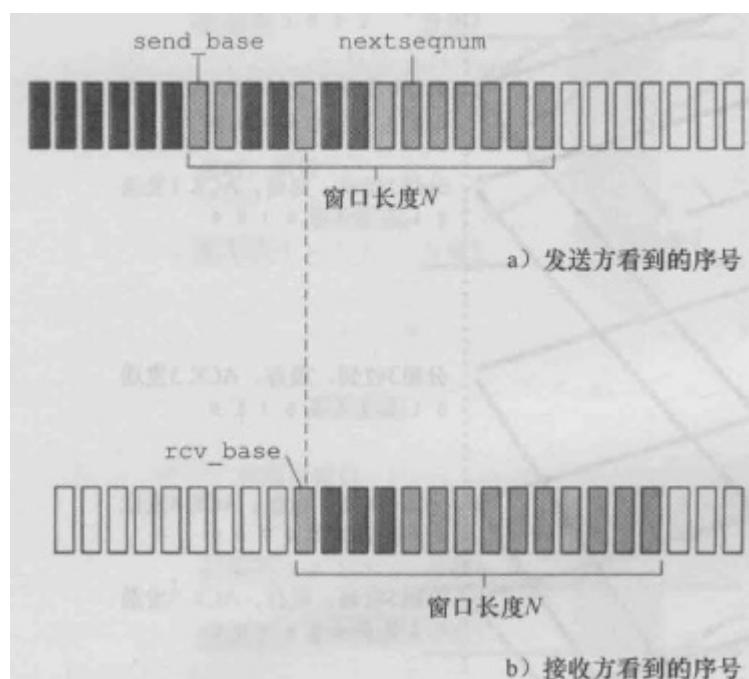 send_base
nextseqnum
窗口长度N
a）发送方看到的序号
rcv_base
窗口长度N
b）接收方看到的序号